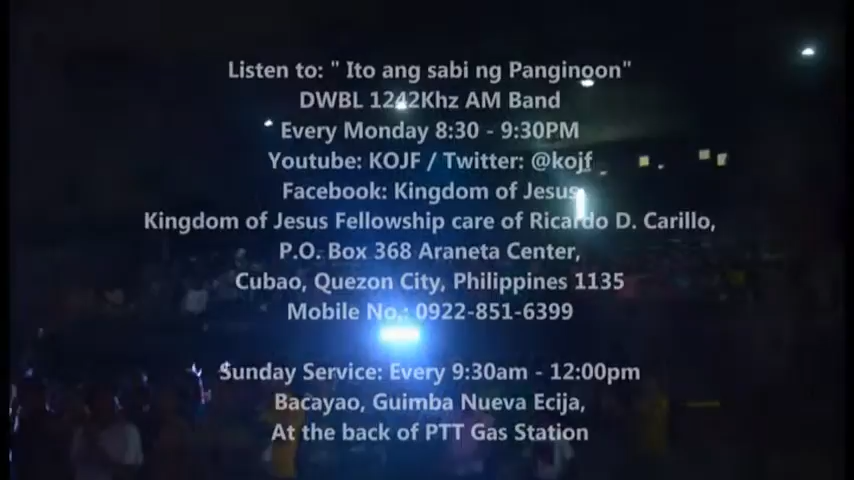 Listen to: " Ito ang sabi ng Panginoon"
DWBL 1242Khz AM Band
Every Monday 8:30 - 9:30PM
Youtube: KOJF / Twitter: @kojf
Facebook: Kingdom of Jesus
Kingdom of Jesus Fellowship care of Ricardo D. Carillo,
P.O. Box 368 Araneta Center,
Cubao, Quezon City, Philippines 1135
Mobile No.: 0922-851-6399
Sunday Service: Every 9:30am - 12:00pm
Bacayao, Guimba Nueva Ecija,
At the back of PTT Gas Station